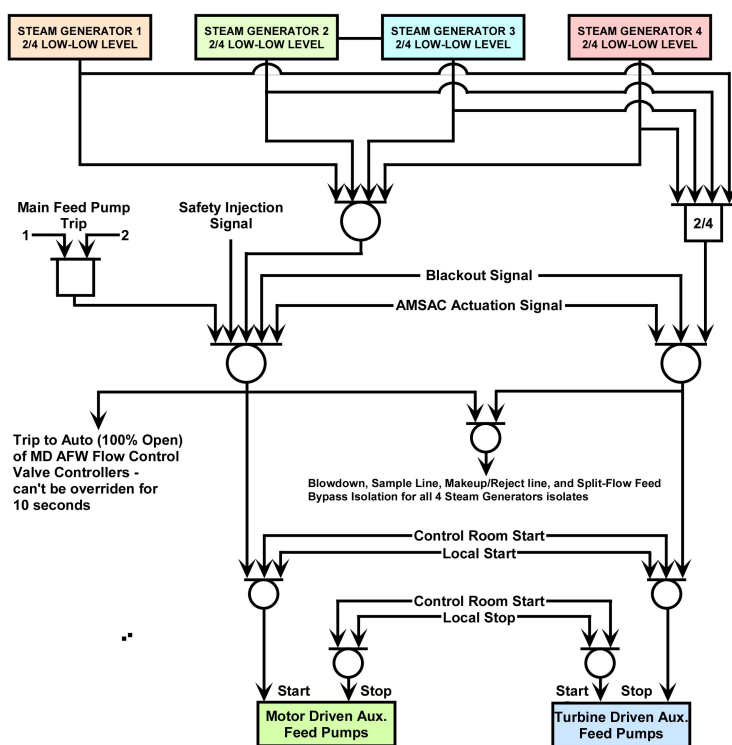 STEAM GENERATOR 1
2/4 LOW-LOW LEVEL
STEAM GENERATOR 2
2/4 LOW-LOW LEVEL
STEAM GENERATOR 3
2/4 LOW-LOW LEVEL
STEAM GENERATOR 4
2/4 LOW-LOW LEVEL
Main Feed Pump
Trip
1
2
Safety Injection
Signal
2/4
Blackout Signal
AMSAC Actuation Signal
Trip to Auto (100% Open)
of MD AFW Flow Control
Valve Controllers -
can't be overriden for
10 seconds
Blowdown, Sample Line, Makeup/Reject line, and Split-Flow Feed
Bypass Isolation for all 4 Steam Generators isolates
Control Room Start
Local Start
Control Room Start
Local Stop
Start
Stop
Start
Stop
Motor Driven Aux.
Feed Pumps
Turbine Driven Aux.
Feed Pumps